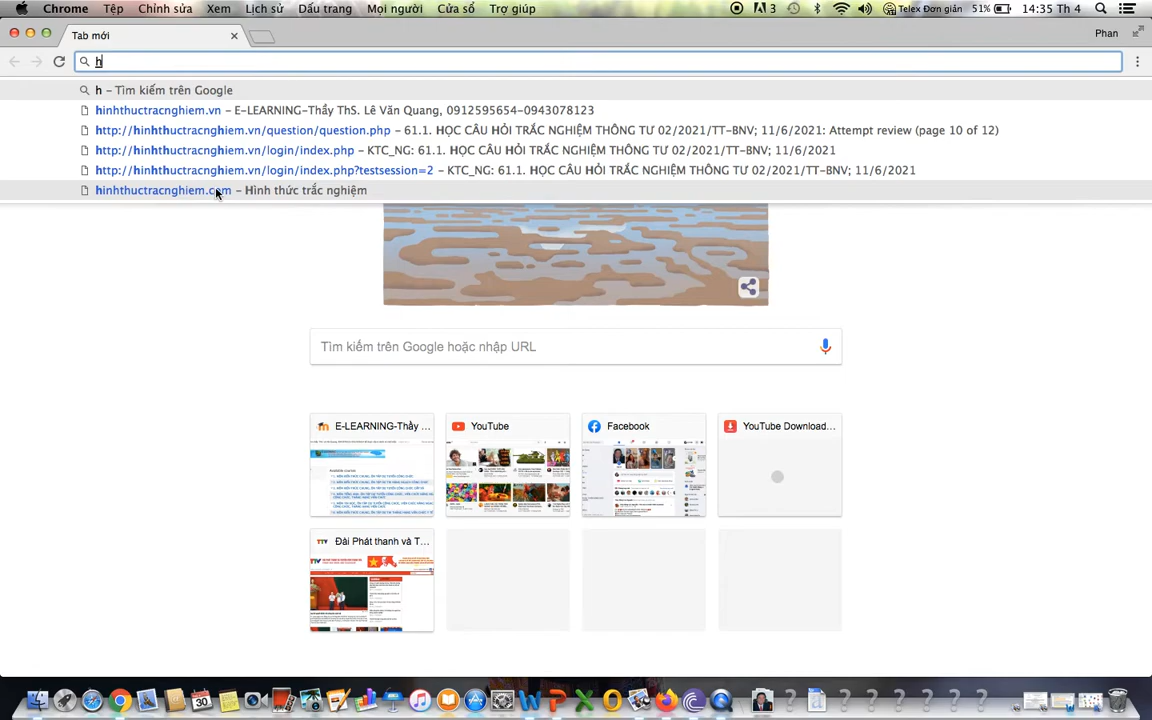 Chrome Tệp Chỉnh sửa Xem Lịch sử Dấu trang Mọi người Cửa sổ Trợ giúp 3 Telex Đơn giản 51% 14:35 Th 4
Tab mới Phan
h
h – Tìm kiếm trên Google
hinhthuctracnghiem.vn – E-LEARNING-Thầy ThS. Lê Văn Quang, 0912595654-0943078123
http://hinhthuctracnghiem.vn/question/question.php – 61.1. HỌC CÂU HỎI TRẮC NGHIỆM THÔNG TƯ 02/2021/TT-BNV; 11/6/2021: Attempt review (page 10 of 12)
http://hinhthuctracnghiem.vn/login/index.php – KTC_NG: 61.1. HỌC CÂU HỎI TRẮC NGHIỆM THÔNG TƯ 02/2021/TT-BNV; 11/6/2021
http://hinhthuctracnghiem.vn/login/index.php?testsession=2 – KTC_NG: 61.1. HỌC CÂU HỎI TRẮC NGHIỆM THÔNG TƯ 02/2021/TT-BNV; 11/6/2021
hinhthuctracnghiem.com – Hình thức trắc nghiệm
Tìm kiếm trên Google hoặc nhập URL
E-LEARNING-Thầy ... YouTube Facebook YouTube Download...
Available courses
Đài Phát thanh và T...
TTV
30